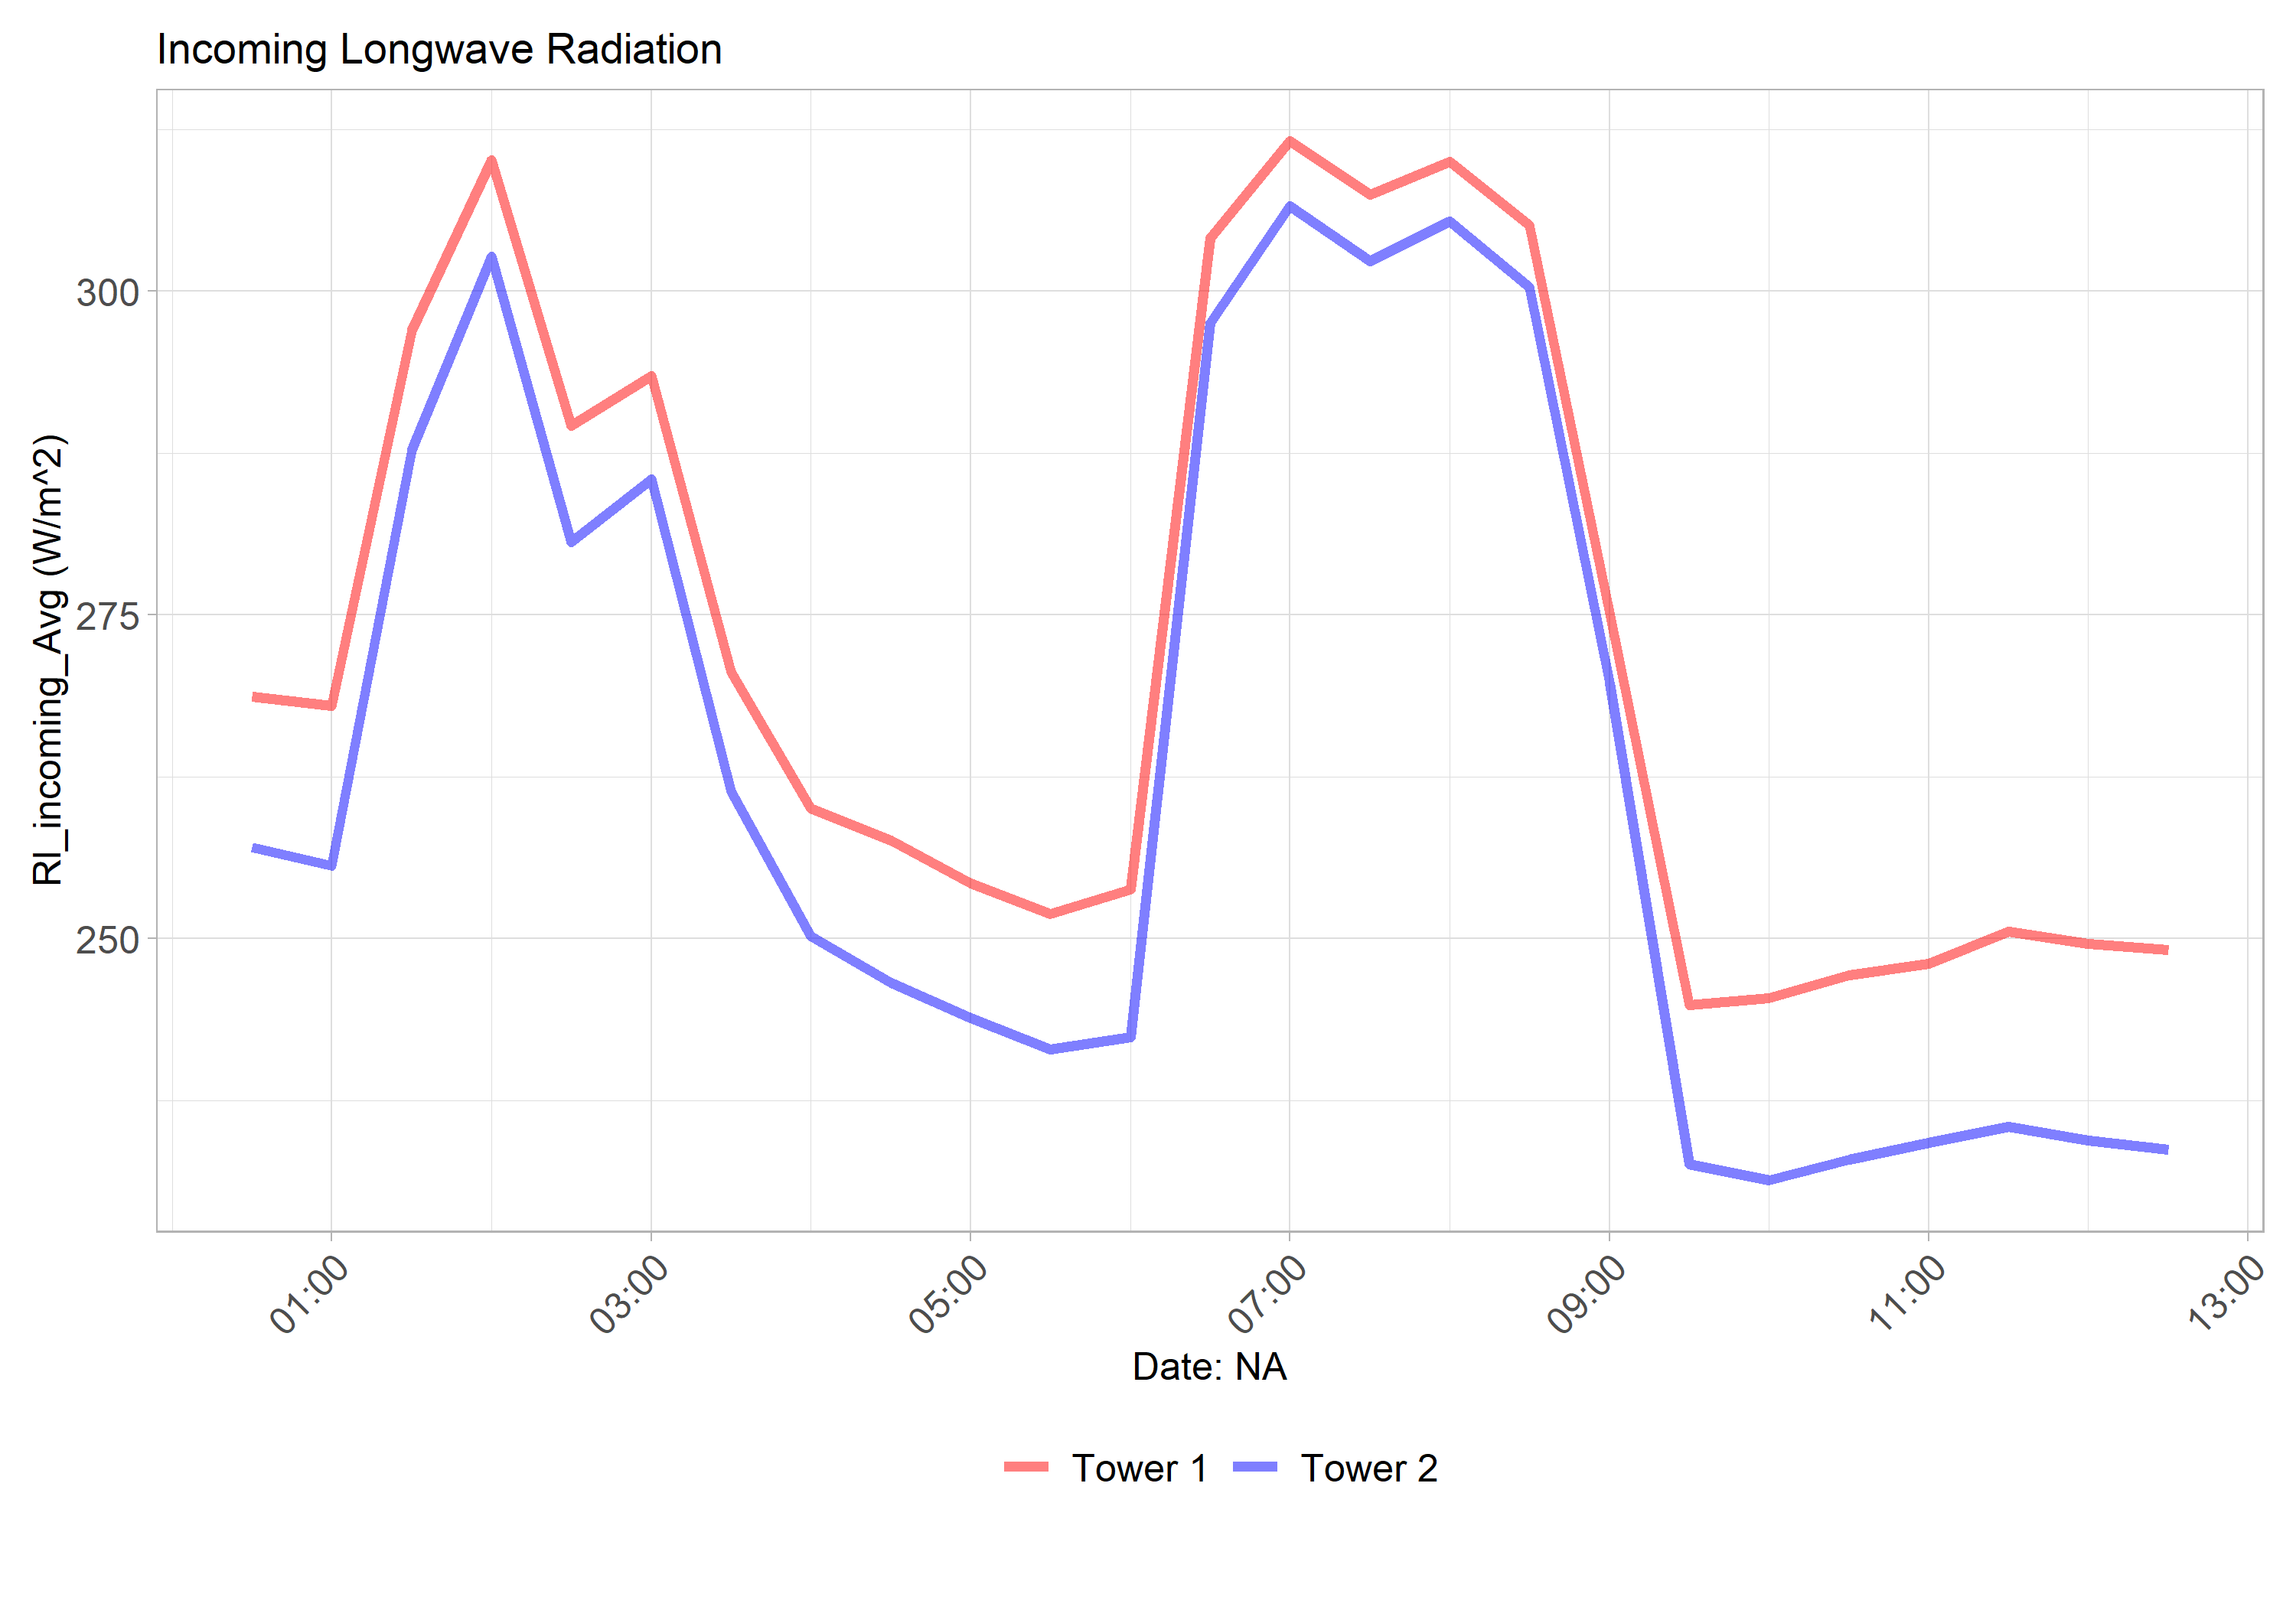 Incoming Longwave Radiation
Rl_incoming_Avg (W/m^2)
300
275
250
01:00
03:00
05:00
07:00
09:00
11:00
13:00
Date: NA
Tower 1
Tower 2